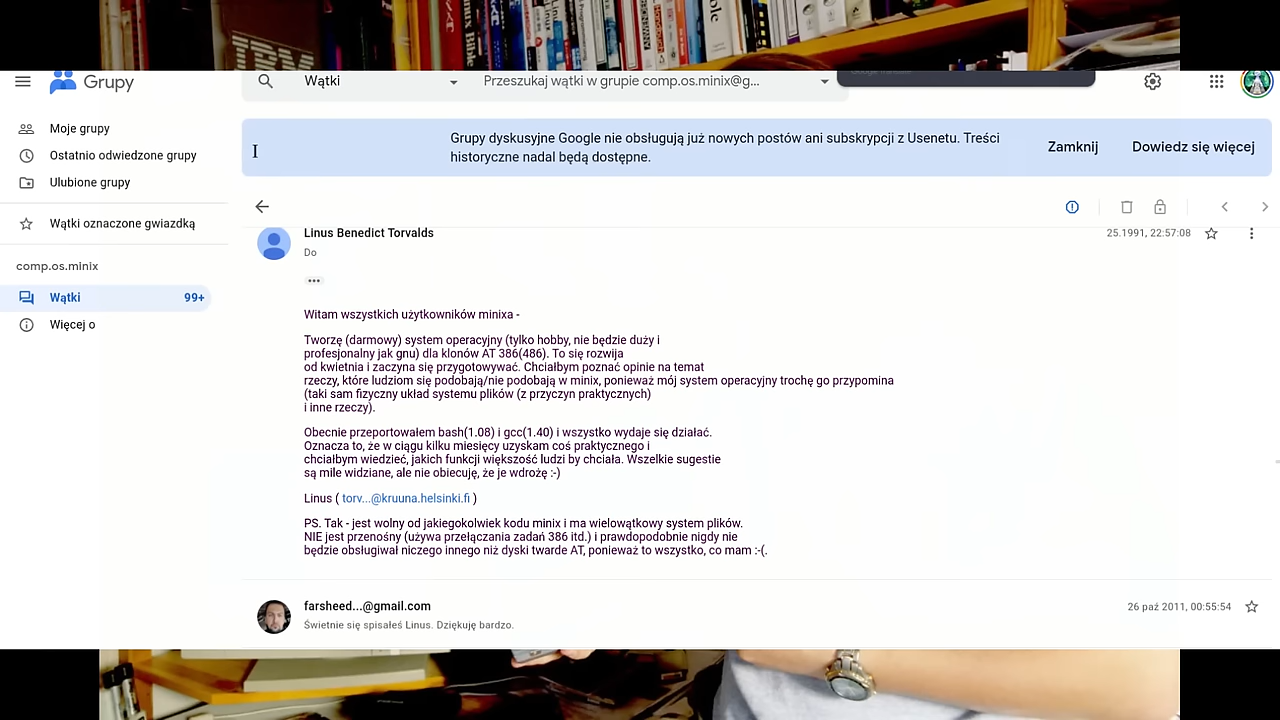 IBM
Grupy
Wątki
Przeszukaj wątki w grupie comp.os.minix@g...
Moje grupy
Ostatnio odwiedzone grupy
Ulubione grupy
Wątki oznaczone gwiazdką
comp.os.minix
Wątki 99+
Więcej o
Grupy dyskusyjne Google nie obsługują już nowych postów ani subskrypcji z Usenetu. Treści
historyczne nadal będą dostępne.
Zamknij
Dowiedz się więcej
Linus Benedict Torvalds
25.1991, 22:57:08
Do
Witam wszystkich użytkowników minixa -
Tworzę (darmowy) system operacyjny (tylko hobby, nie będzie duży i
profesjonalny jak gnu) dla klonów AT 386(486). To się rozwija
od kwietnia i zaczyna się przygotowywać. Chciałbym poznać opinie na temat
rzeczy, które ludziom się podobają/nie podobają w minix, ponieważ mój system operacyjny trochę go przypomina
(taki sam fizyczny układ systemu plików (z przyczyn praktycznych)
i inne rzeczy).
Obecnie przeportowałem bash(1.08) i gcc(1.40) i wszystko wydaje się działać.
Oznacza to, że w ciągu kilku miesięcy uzyskam coś praktycznego i
chciałbym wiedzieć, jakich funkcji większość ludzi by chciała. Wszelkie sugestie
są mile widziane, ale nie obiecuję, że je wdrożę :-)
Linus ( torv...@kruuna.helsinki.fi )
PS. Tak - jest wolny od jakiegokolwiek kodu minix i ma wielowątkowy system plików.
NIE jest przenośny (używa przełączania zadań 386 itd.) i prawdopodobnie nigdy nie
będzie obsługiwał niczego innego niż dyski twarde AT, ponieważ to wszystko, co mam :-(.
farsheed...@gmail.com
26 paź 2011, 00:55:54
Świetnie się spisałeś Linus. Dziękuję bardzo.